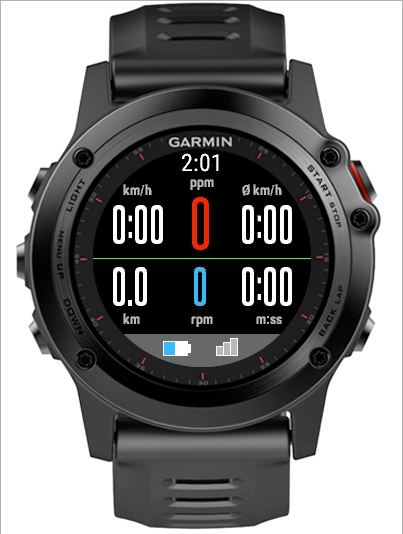 GARMIN
2:01
km/h ppm Ø km/h
0:00 0 0:00
0.0 0 0:00
km rpm m:ss
LIGHT
MENU UP
DOWN
START STOP
BACK LAP
30